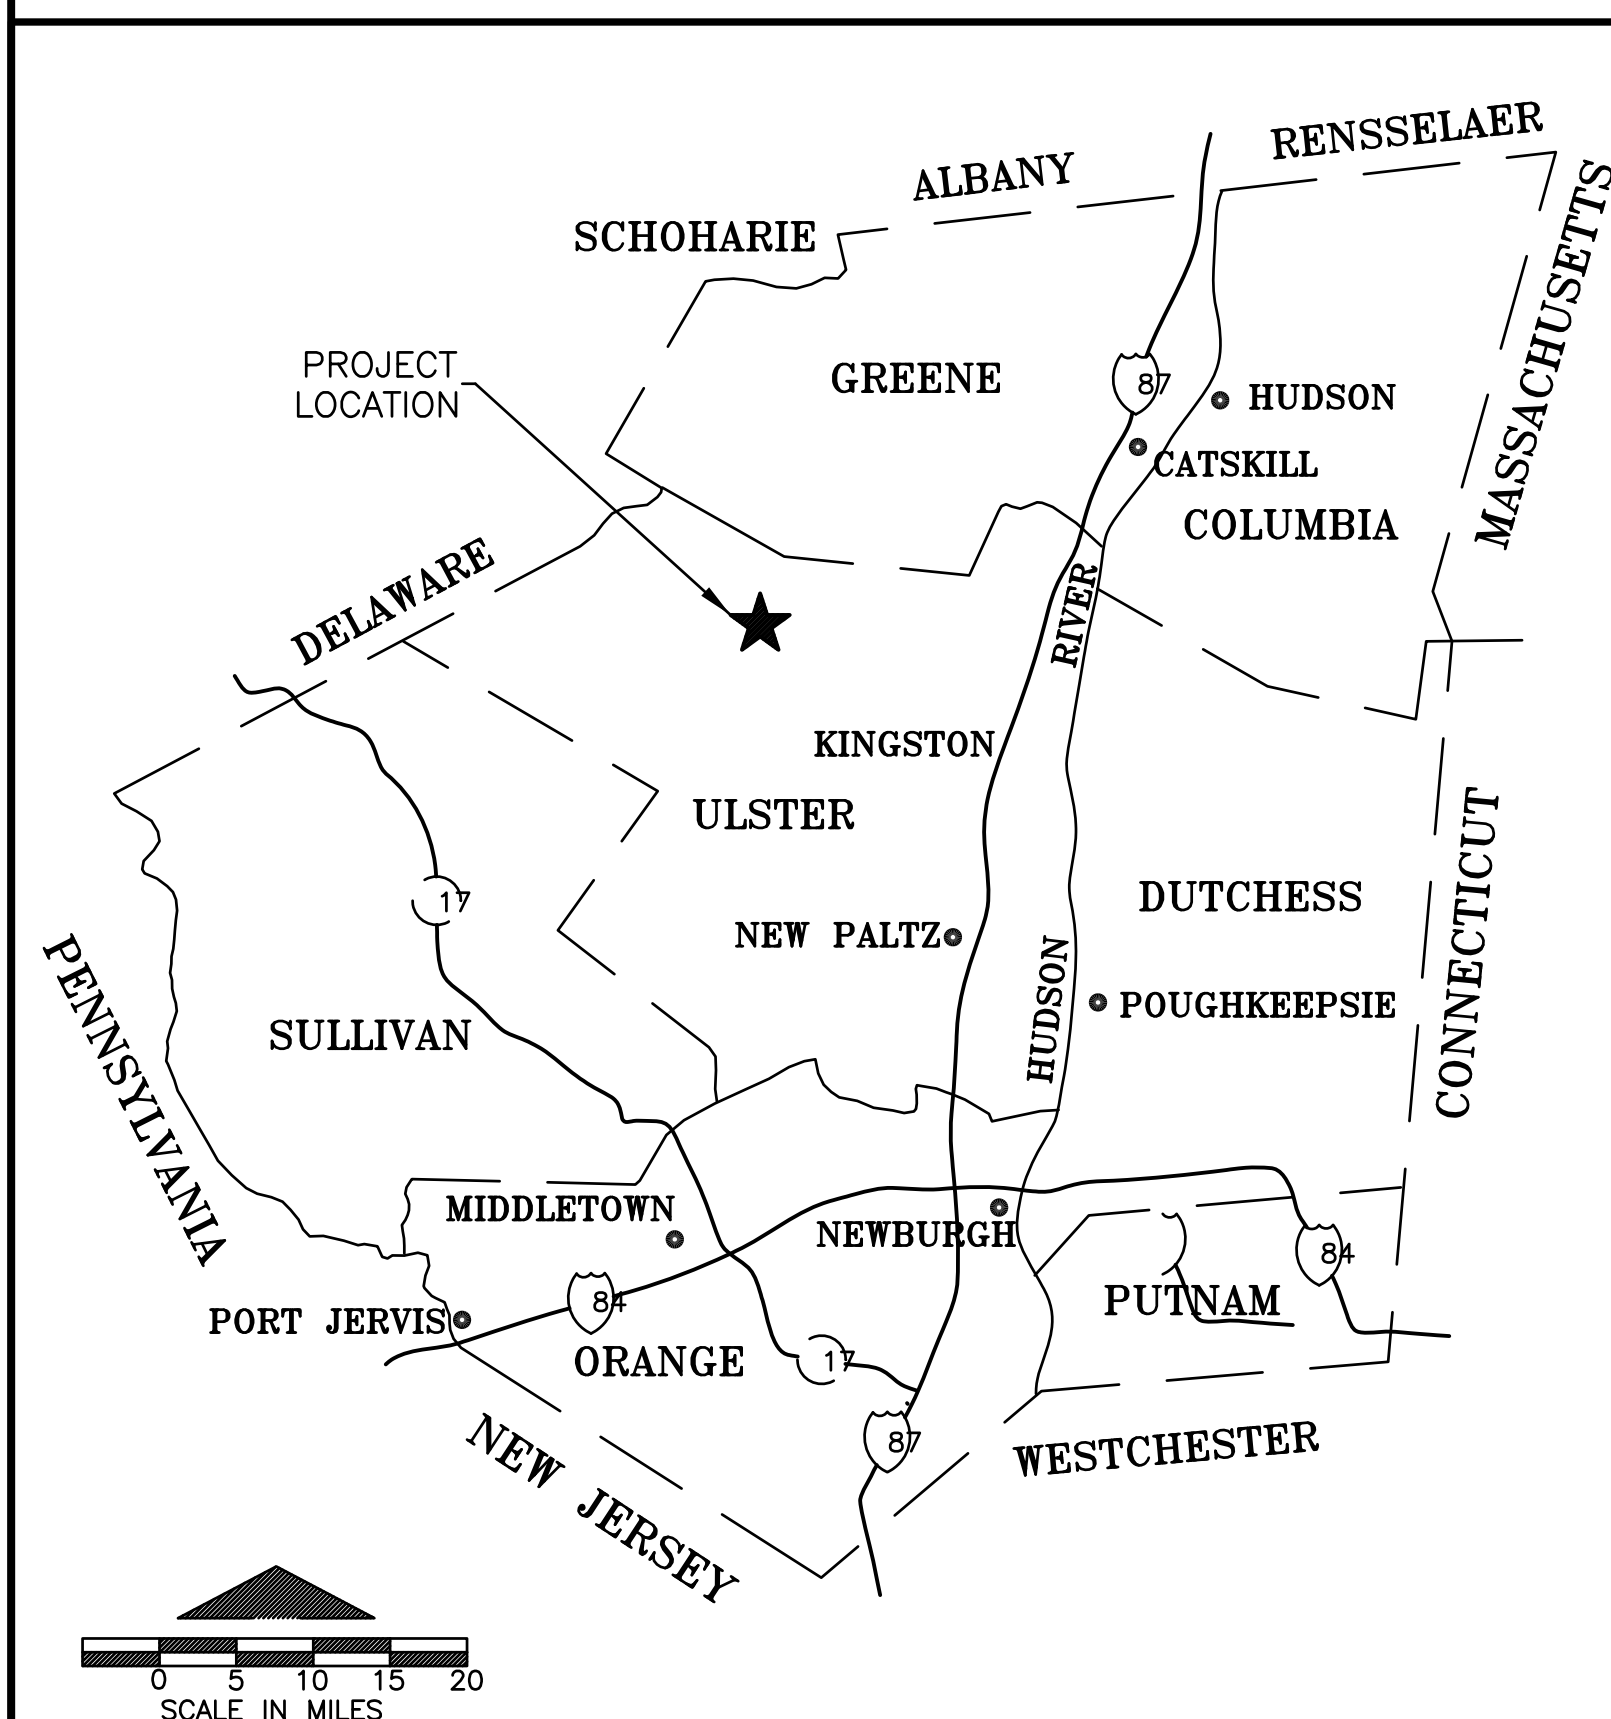 RENSSELAER
ALBANY
MASSACHUSETTS
SCHOHARIE
PROJECT
LOCATION
GREENE
87
HUDSON
CATSKILL
COLUMBIA
DELAWARE
RIVER
KINGSTON
ULSTER
CONNECTICUT
17
DUTCHESS
NEW PALTZ
HUDSON
PENNSYLVANIA
POUGHKEEPSIE
SULLIVAN
MIDDLETOWN
NEWBURGH
84
84
PUTNAM
PORT JERVIS
ORANGE
17
87
NEW JERSEY
WESTCHESTER
0 5 10 15 20
SCALE IN MILES